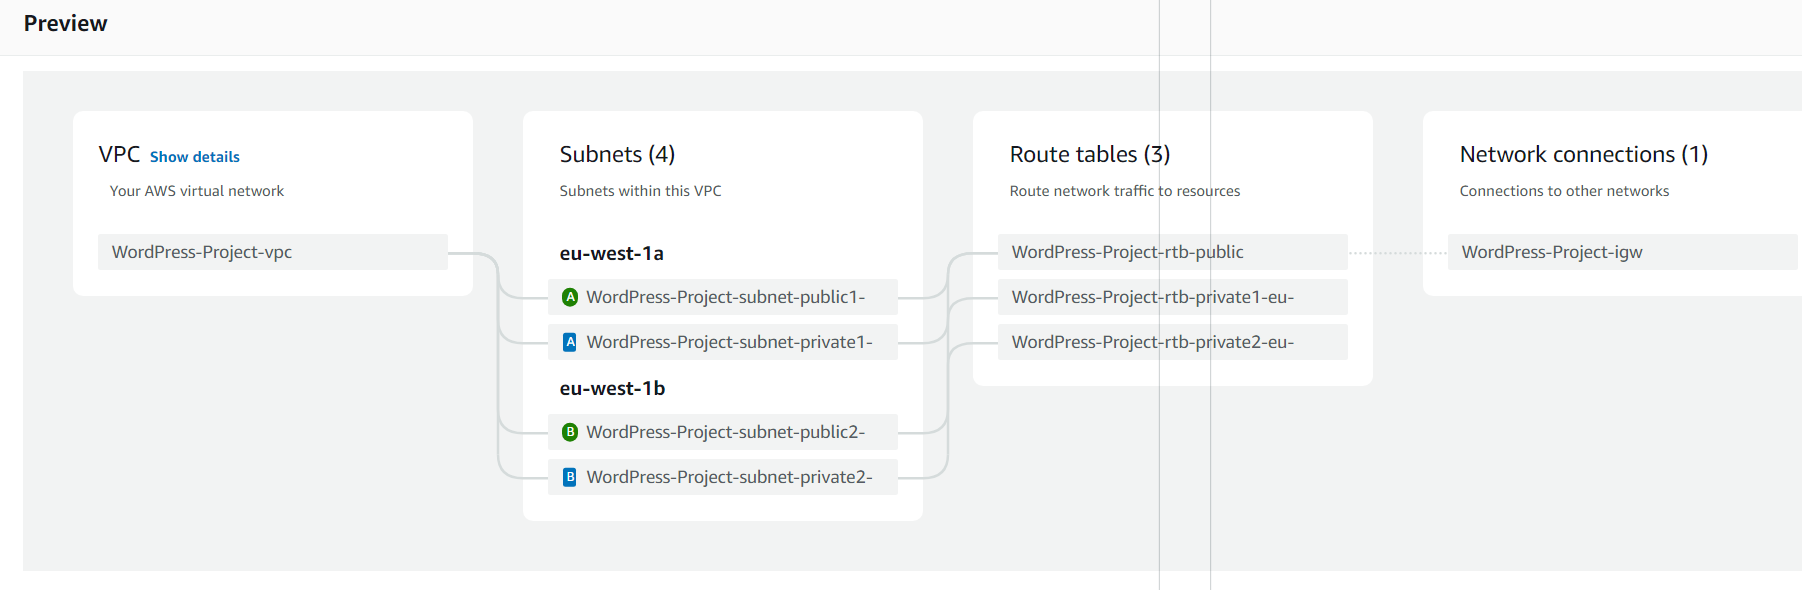 Preview
VPC Show details
Your AWS virtual network
WordPress-Project-vpc
Subnets (4)
Subnets within this VPC
eu-west-1a
A WordPress-Project-subnet-public1-
A WordPress-Project-subnet-private1-
eu-west-1b
B WordPress-Project-subnet-public2-
B WordPress-Project-subnet-private2-
Route tables (3)
Route network traffic to resources
WordPress-Project-rtb-public
WordPress-Project-rtb-private1-eu-
WordPress-Project-rtb-private2-eu-
Network connections (1)
Connections to other networks
WordPress-Project-igw